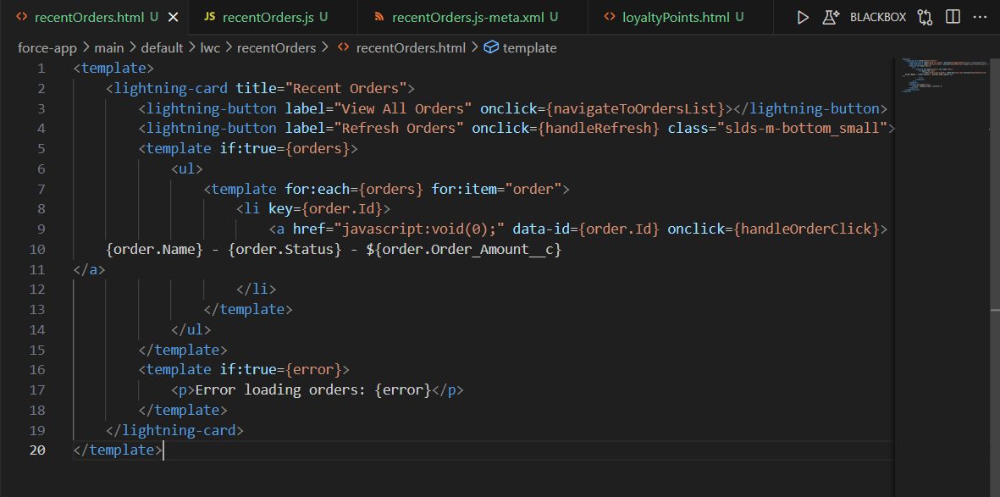 recentOrders.html U JS recentOrders.js U recentOrders.js-meta.xml U loyaltyPoints.html U BLACKBOX
force-app > main > default > lwc > recentOrders > recentOrders.html > template
1 <template>
2 <lightning-card title="Recent Orders">
3 <lightning-button label="View All Orders" onclick={navigateToOrdersList}></lightning-button>
4 <lightning-button label="Refresh Orders" onclick={handleRefresh} class="slds-m-bottom_small">
5 <template if:true={orders}>
6 <ul>
7 <template for:each={orders} for:item="order">
8 <li key={order.Id}>
9 <a href="javascript:void(0);" data-id={order.Id} onclick={handleOrderClick}>
10 {order.Name} - {order.Status} - ${order.Order_Amount__c}
11 </a>
12 </li>
13 </template>
14 </ul>
15 </template>
16 <template if:true={error}>
17 <p>Error loading orders: {error}</p>
18 </template>
19 </lightning-card>
20 </template>